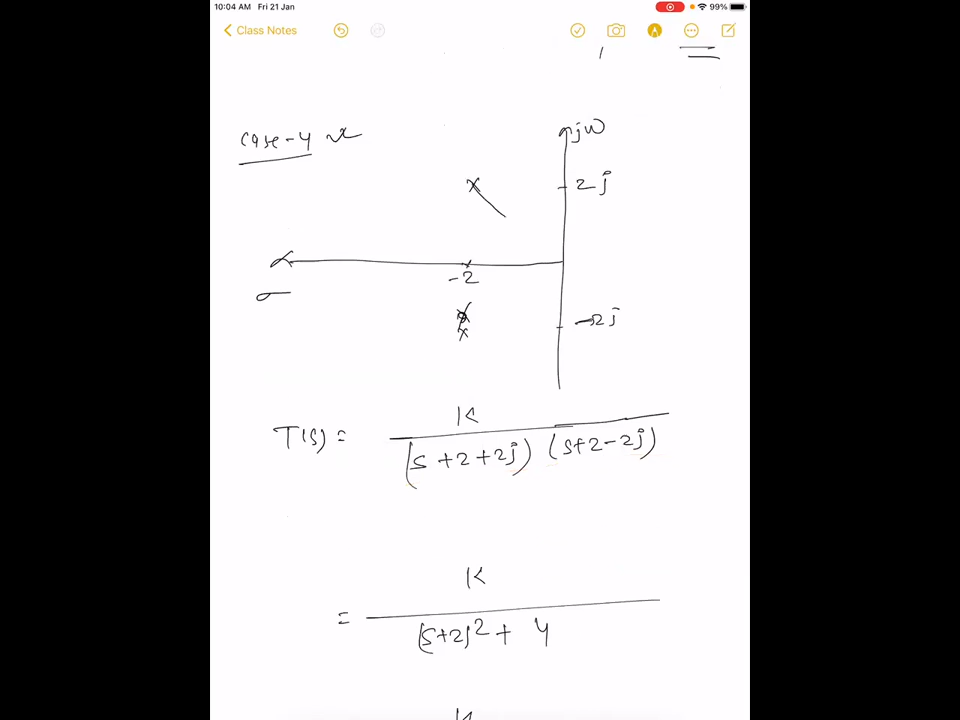 10:04 AM Fri 21 Jan 99%
Class Notes
case-4
jω
2j
-2
σ
-2j
K
T(s) = (s+2+2j) (s+2-2j)
K
= (s+2)2 + 4
K